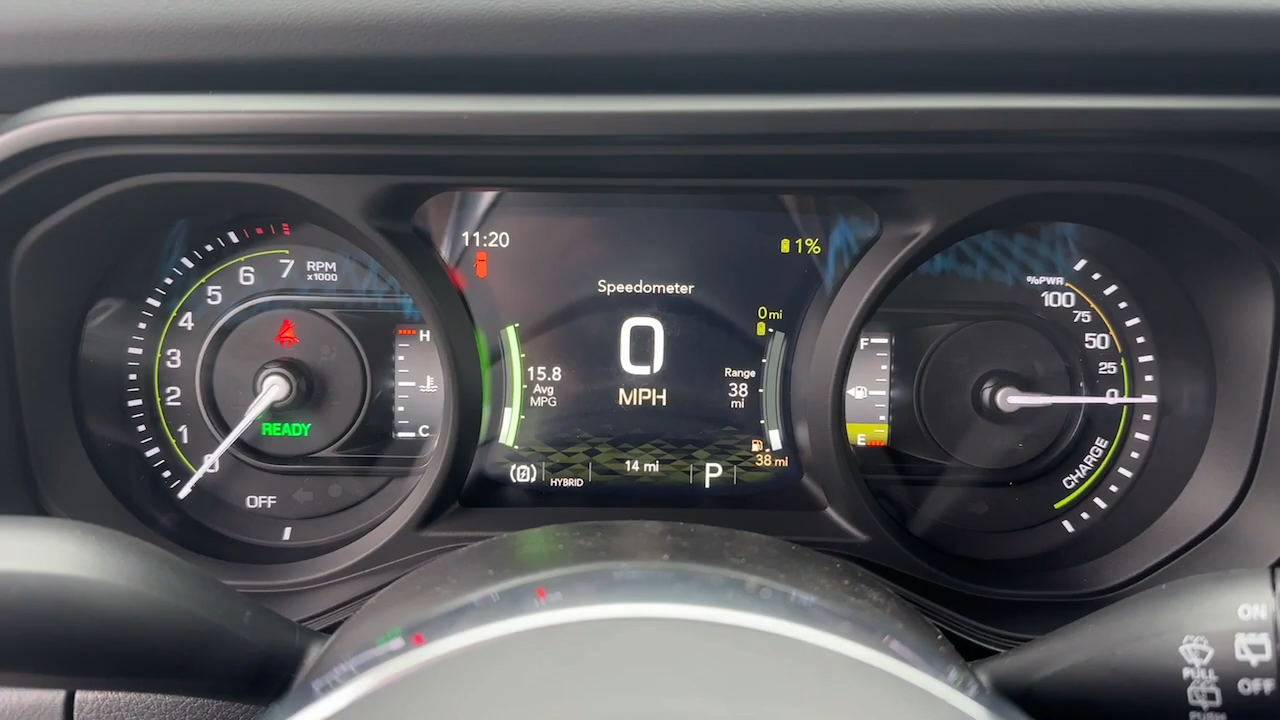 11:20
1%
Speedometer
0 mi
0
MPH
15.8
Avg
MPG
Range
38
mi
38 mi
HYBRID
14 mi
P
7
6
5
4
3
2
1
0
RPM
x1000
READY
OFF
H
C
F
E
%PWR
100
75
50
25
0
CHARGE
ON
OFF
PULL
PUSH